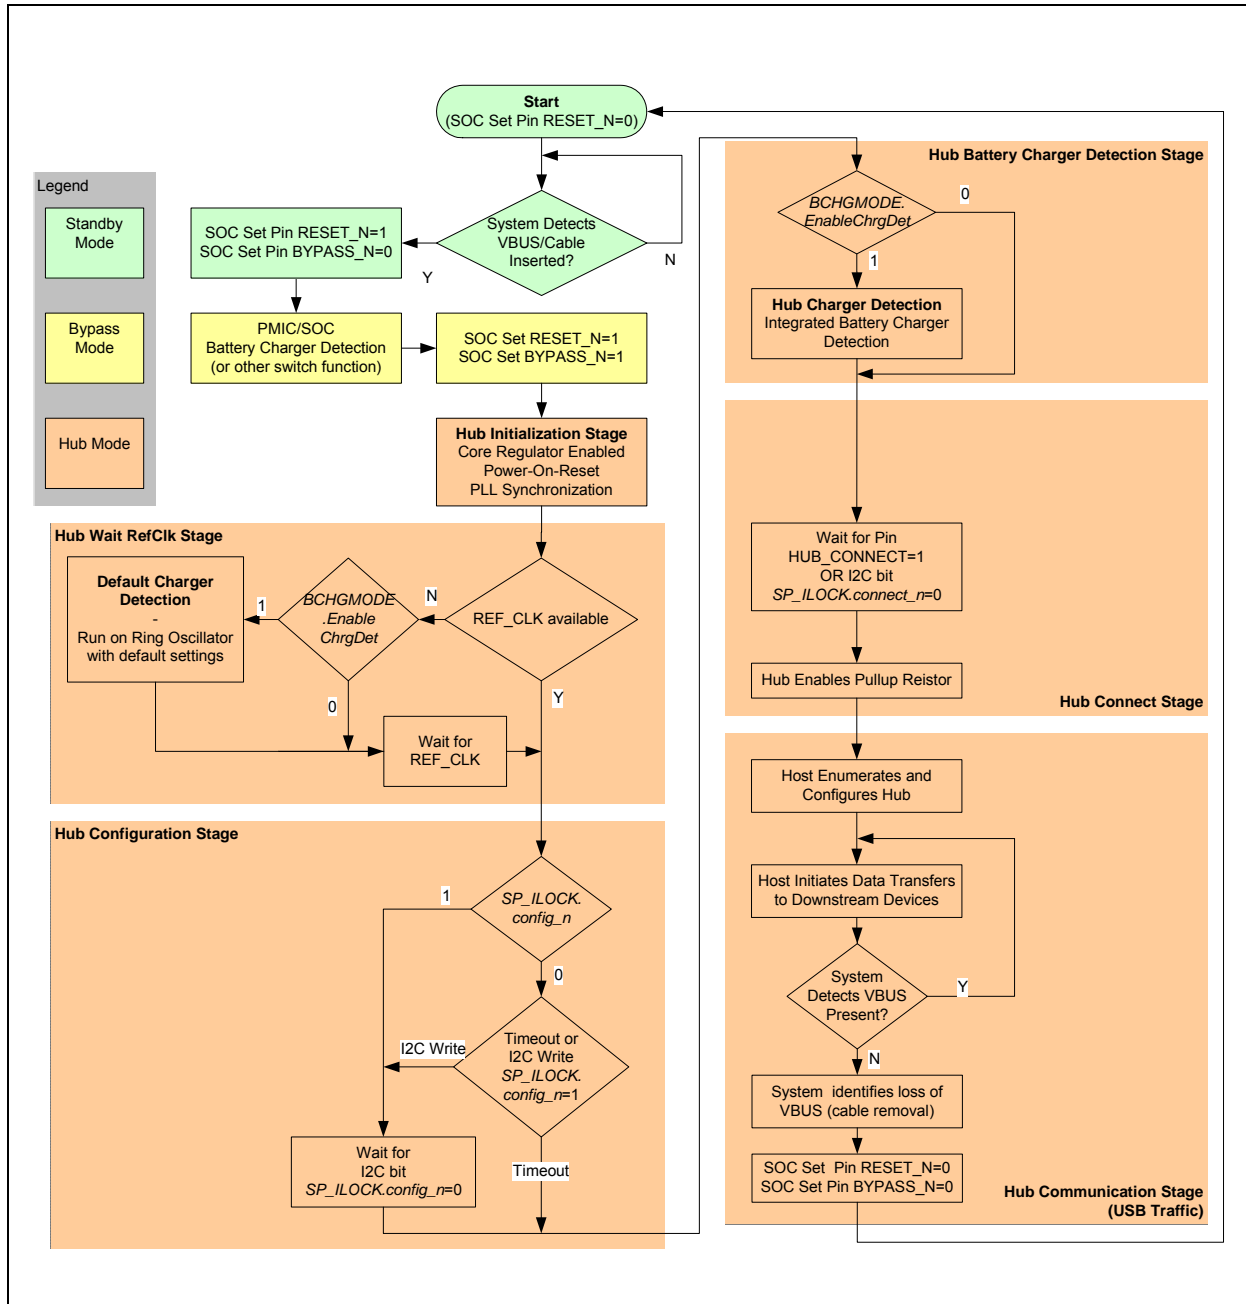 Start
(SOC Set Pin RESET_N=0)
Legend
Standby
Mode
Bypass
Mode
Hub Mode
System Detects
VBUS/Cable
Inserted?
N
Y
SOC Set Pin RESET_N=1
SOC Set Pin BYPASS_N=0
PMIC/SOC
Battery Charger Detection
(or other switch function)
SOC Set RESET_N=1
SOC Set BYPASS_N=1
Hub Initialization Stage
Core Regulator Enabled
Power-On-Reset
PLL Synchronization
Hub Wait RefClk Stage
REF_CLK available
N
Y
BCHGMODE
.Enable
ChrgDet
1
0
Default Charger
Detection
-
Run on Ring Oscillator
with default settings
Wait for
REF_CLK
Hub Configuration Stage
SP_ILOCK.
config_n
1
0
Timeout or
I2C Write
SP_ILOCK.
config_n=1
I2C Write
Timeout
Wait for
I2C bit
SP_ILOCK.config_n=0
Hub Battery Charger Detection Stage
BCHGMODE.
EnableChrgDet
0
1
Hub Charger Detection
Integrated Battery Charger
Detection
Wait for Pin
HUB_CONNECT=1
OR I2C bit
SP_ILOCK.connect_n=0
Hub Enables Pullup Reistor
Hub Connect Stage
Host Enumerates and
Configures Hub
Host Initiates Data Transfers
to Downstream Devices
System
Detects VBUS
Present?
Y
N
System identifies loss of
VBUS (cable removal)
SOC Set Pin RESET_N=0
SOC Set Pin BYPASS_N=0
Hub Communication Stage
(USB Traffic)